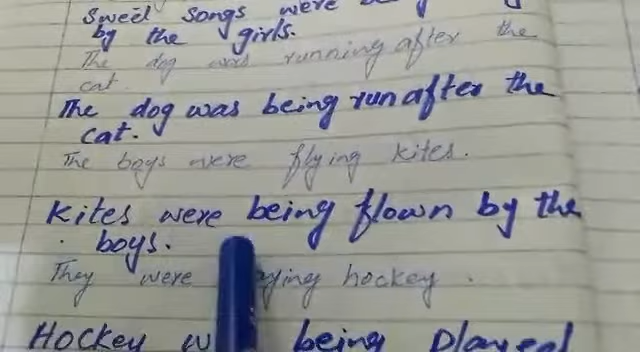 Sweet songs were
by the girls.
The dog was running after the
cat.
The dog was being run after the
cat.
The boys were flying kites.
Kites were being flown by the
boys.
They were hockey.
Hockey being played